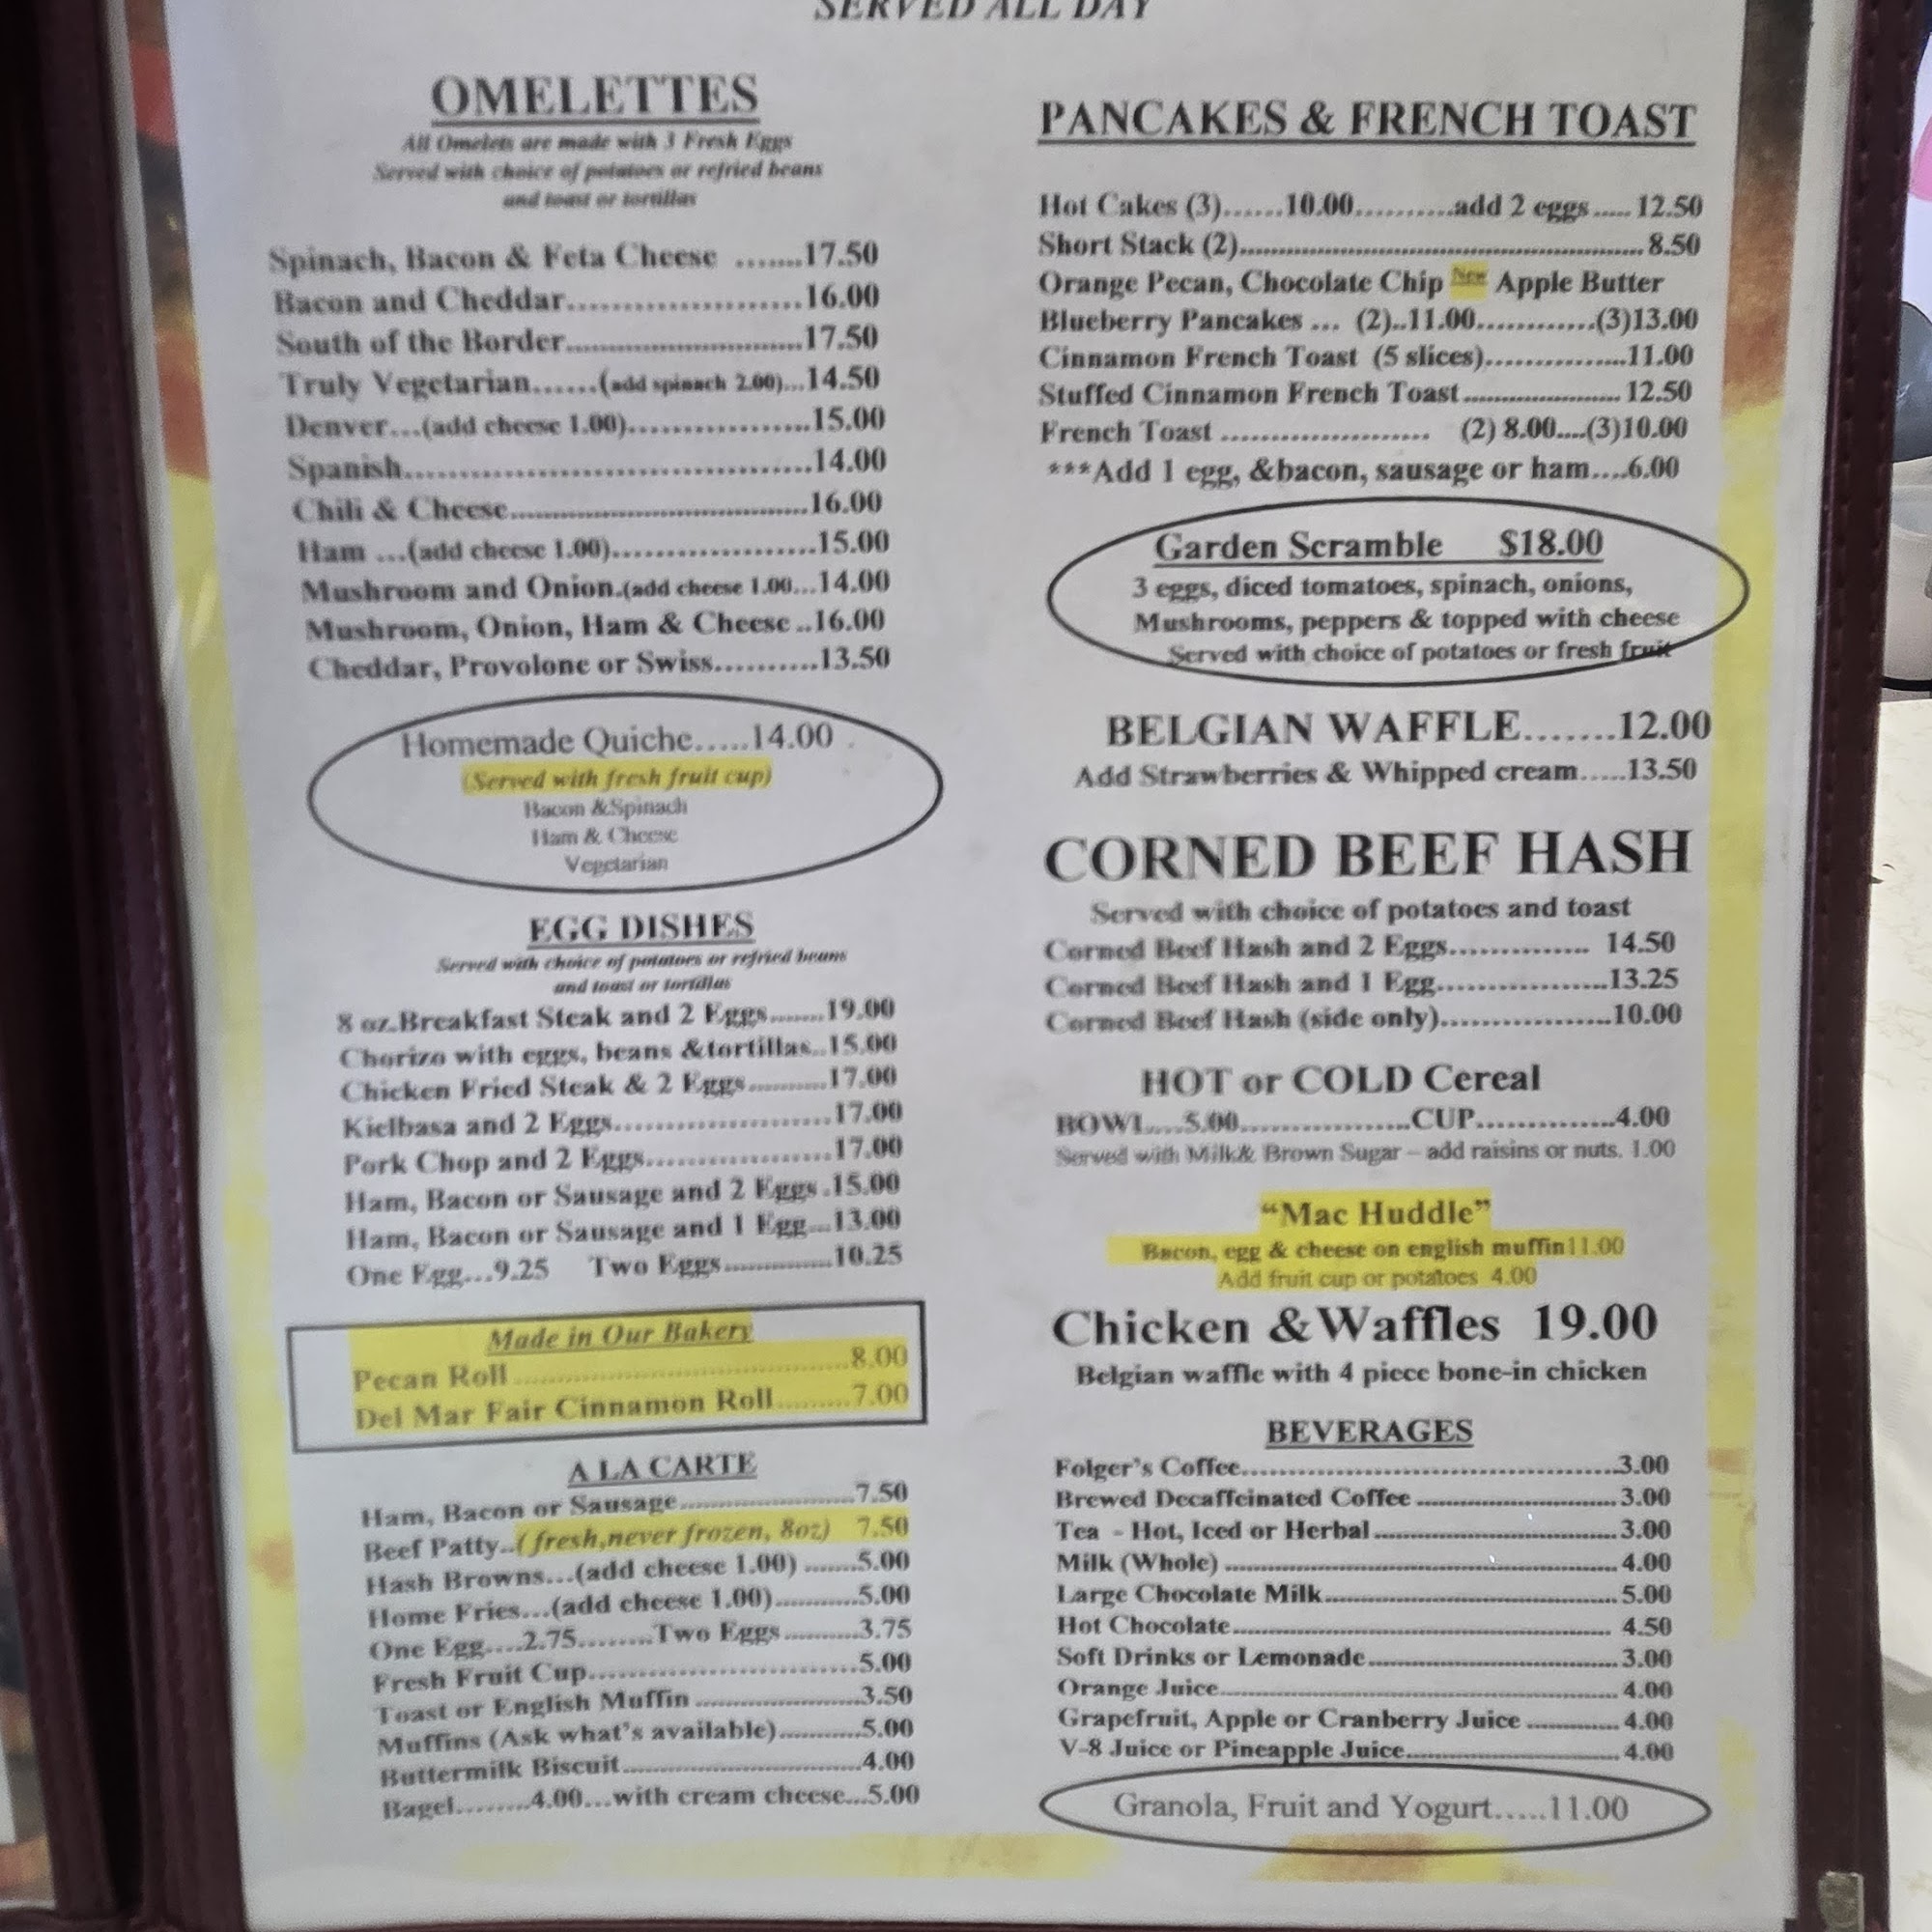 SERVED ALL DAY
OMELETTES
All Omelets are made with 3 Fresh Eggs
Served with choice of potatoes or refried beans
and toast or tortillas
Spinach, Bacon & Feta Cheese .......17.50
Bacon and Cheddar......................16.00
South of the Border...............................17.50
Truly Vegetarian......(add spinach 2.00)...14.50
Denver...(add cheese 1.00).................15.00
Spanish......................................14.00
Chili & Cheese.......................................16.00
Ham ...(add cheese 1.00)...................15.00
Mushroom and Onion.(add cheese 1.00...14.00
Mushroom, Onion, Ham & Cheese ..16.00
Cheddar, Provolone or Swiss..........13.50
Homemade Quiche.....14.00
(Served with fresh fruit cup)
Bacon &Spinach
Ham & Cheese
Vegetarian
EGG DISHES
Served with choice of potatoes or refried beans
and toast or tortillas
8 oz.Breakfast Steak and 2 Eggs........19.00
Chorizo with eggs, beans &tortillas..15.00
Chicken Fried Steak & 2 Eggs...........17.00
Kielbasa and 2 Eggs.....................17.00
Pork Chop and 2 Eggs..................17.00
Ham, Bacon or Sausage and 2 Eggs.15.00
Ham, Bacon or Sausage and 1 Egg...13.00
One Egg...9.25 Two Eggs...............10.25
Made in Our Bakery
Pecan Roll................................8.00
Del Mar Fair Cinnamon Roll.........7.00
A LA CARTE
Ham, Bacon or Sausage.......................7.50
Beef Patty..( fresh,never frozen, 8oz) 7.50
Hash Browns...(add cheese 1.00) .......5.00
Home Fries...(add cheese 1.00)...........5.00
One Egg....2.75........Two Eggs..........3.75
Fresh Fruit Cup..........................5.00
Toast or English Muffin ......................3.50
Muffins (Ask what's available)...........5.00
Buttermilk Biscuit................................4.00
Bagel........4.00...with cream cheese...5.00
PANCAKES & FRENCH TOAST
Hot Cakes (3)......10.00..........add 2 eggs..... 12.50
Short Stack (2)......................................................8.50
Orange Pecan, Chocolate Chip New Apple Butter
Blueberry Pancakes ... (2)..11.00............(3)13.00
Cinnamon French Toast (5 slices)...............11.00
Stuffed Cinnamon French Toast..................... 12.50
French Toast ..................... (2) 8.00....(3)10.00
***Add 1 egg, &bacon, sausage or ham....6.00
Garden Scramble $18.00
3 eggs, diced tomatoes, spinach, onions,
Mushrooms, peppers & topped with cheese
Served with choice of potatoes or fresh fruit
BELGIAN WAFFLE.......12.00
Add Strawberries & Whipped cream.....13.50
CORNED BEEF HASH
Served with choice of potatoes and toast
Corned Beef Hash and 2 Eggs............. 14.50
Corned Beef Hash and 1 Egg.................13.25
Corned Beef Hash (side only).................10.00
HOT or COLD Cereal
BOWL....5.00.................CUP..............4.00
Served with Milk& Brown Sugar – add raisins or nuts. 1.00
“Mac Huddle”
Bacon, egg & cheese on english muffin11.00
Add fruit cup or potatoes 4.00
Chicken &Waffles 19.00
Belgian waffle with 4 piece bone-in chicken
BEVERAGES
Folger's Coffee......................................3.00
Brewed Decaffeinated Coffee ............................3.00
Tea - Hot, Iced or Herbal..................................3.00
Milk (Whole) .......................................................4.00
Large Chocolate Milk.........................................5.00
Hot Chocolate..................................................... 4.50
Soft Drinks or Lemonade...................................3.00
Orange Juice........................................................4.00
Grapefruit, Apple or Cranberry Juice .............4.00
V-8 Juice or Pineapple Juice..............................4.00
Granola, Fruit and Yogurt.....11.00